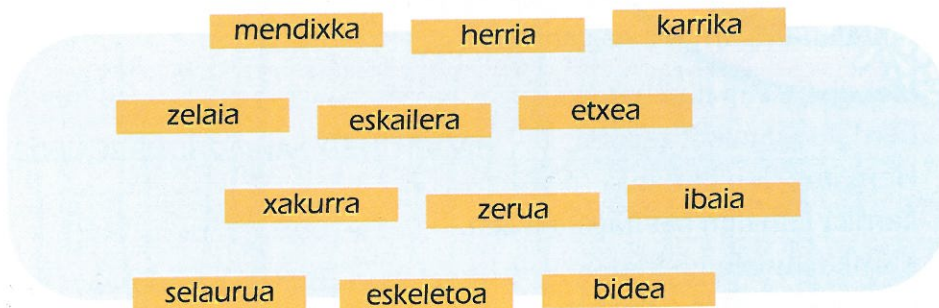 mendixka herria karrika
zelaia eskailera etxea
xakurra zerua ibaia
selaurua eskeletoa bidea